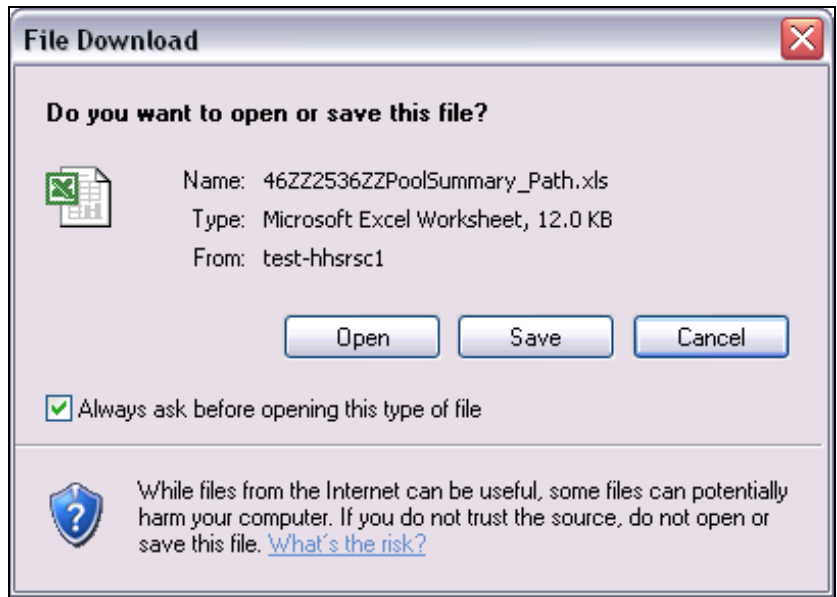 File Download
Do you want to open or save this file?
Name: 46ZZ2536ZZPoolSummary_Path.xls
Type: Microsoft Excel Worksheet, 12.0 KB
From: test-hhsrsc1
Open Save Cancel
Always ask before opening this type of file
While files from the Internet can be useful, some files can potentially
harm your computer. If you do not trust the source, do not open or
save this file. What's the risk?